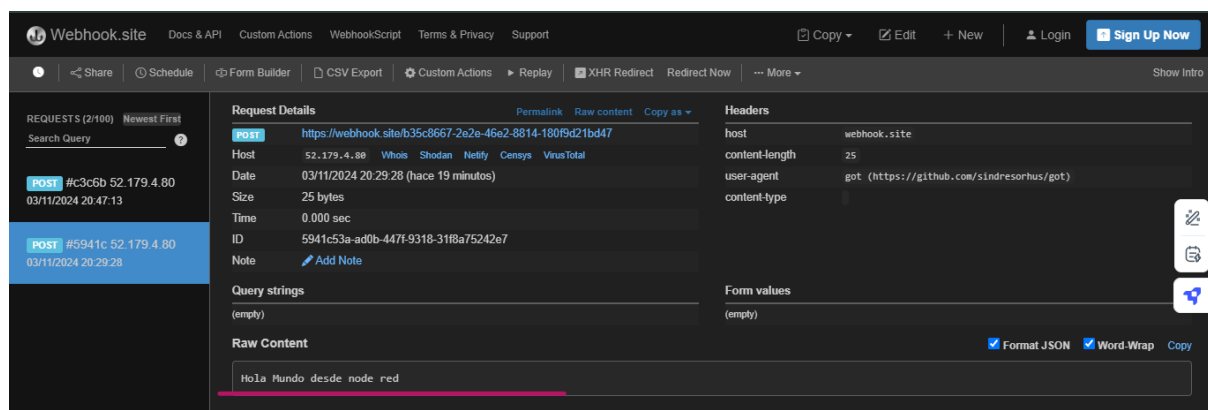 Webhook.site Docs & API Custom Actions WebhookScript Terms & Privacy Support Copy Edit + New Login Sign Up Now
Share Schedule Form Builder CSV Export Custom Actions Replay XHR Redirect Redirect Now ··· More Show Intro
REQUESTS (2/100) Newest First
Search Query ?
POST #c3c6b 52.179.4.80
03/11/2024 20:47:13
POST #5941c 52.179.4.80
03/11/2024 20:29:28
Request Details Permalink Raw content Copy as
POST https://webhook.site/b35c8667-2e2e-46e2-8814-180f9d21bd47
Host 52.179.4.80 Whois Shodan Netify Censys VirusTotal
Date 03/11/2024 20:29:28 (hace 19 minutos)
Size 25 bytes
Time 0.000 sec
ID 5941c53a-ad0b-447f-9318-31f8a75242e7
Note Add Note
Query strings
(empty)
Headers
host webhook.site
content-length 25
user-agent got (https://github.com/sindresorhus/got)
content-type
Form values
(empty)
Raw Content Format JSON Word-Wrap Copy
Hola Mundo desde node red